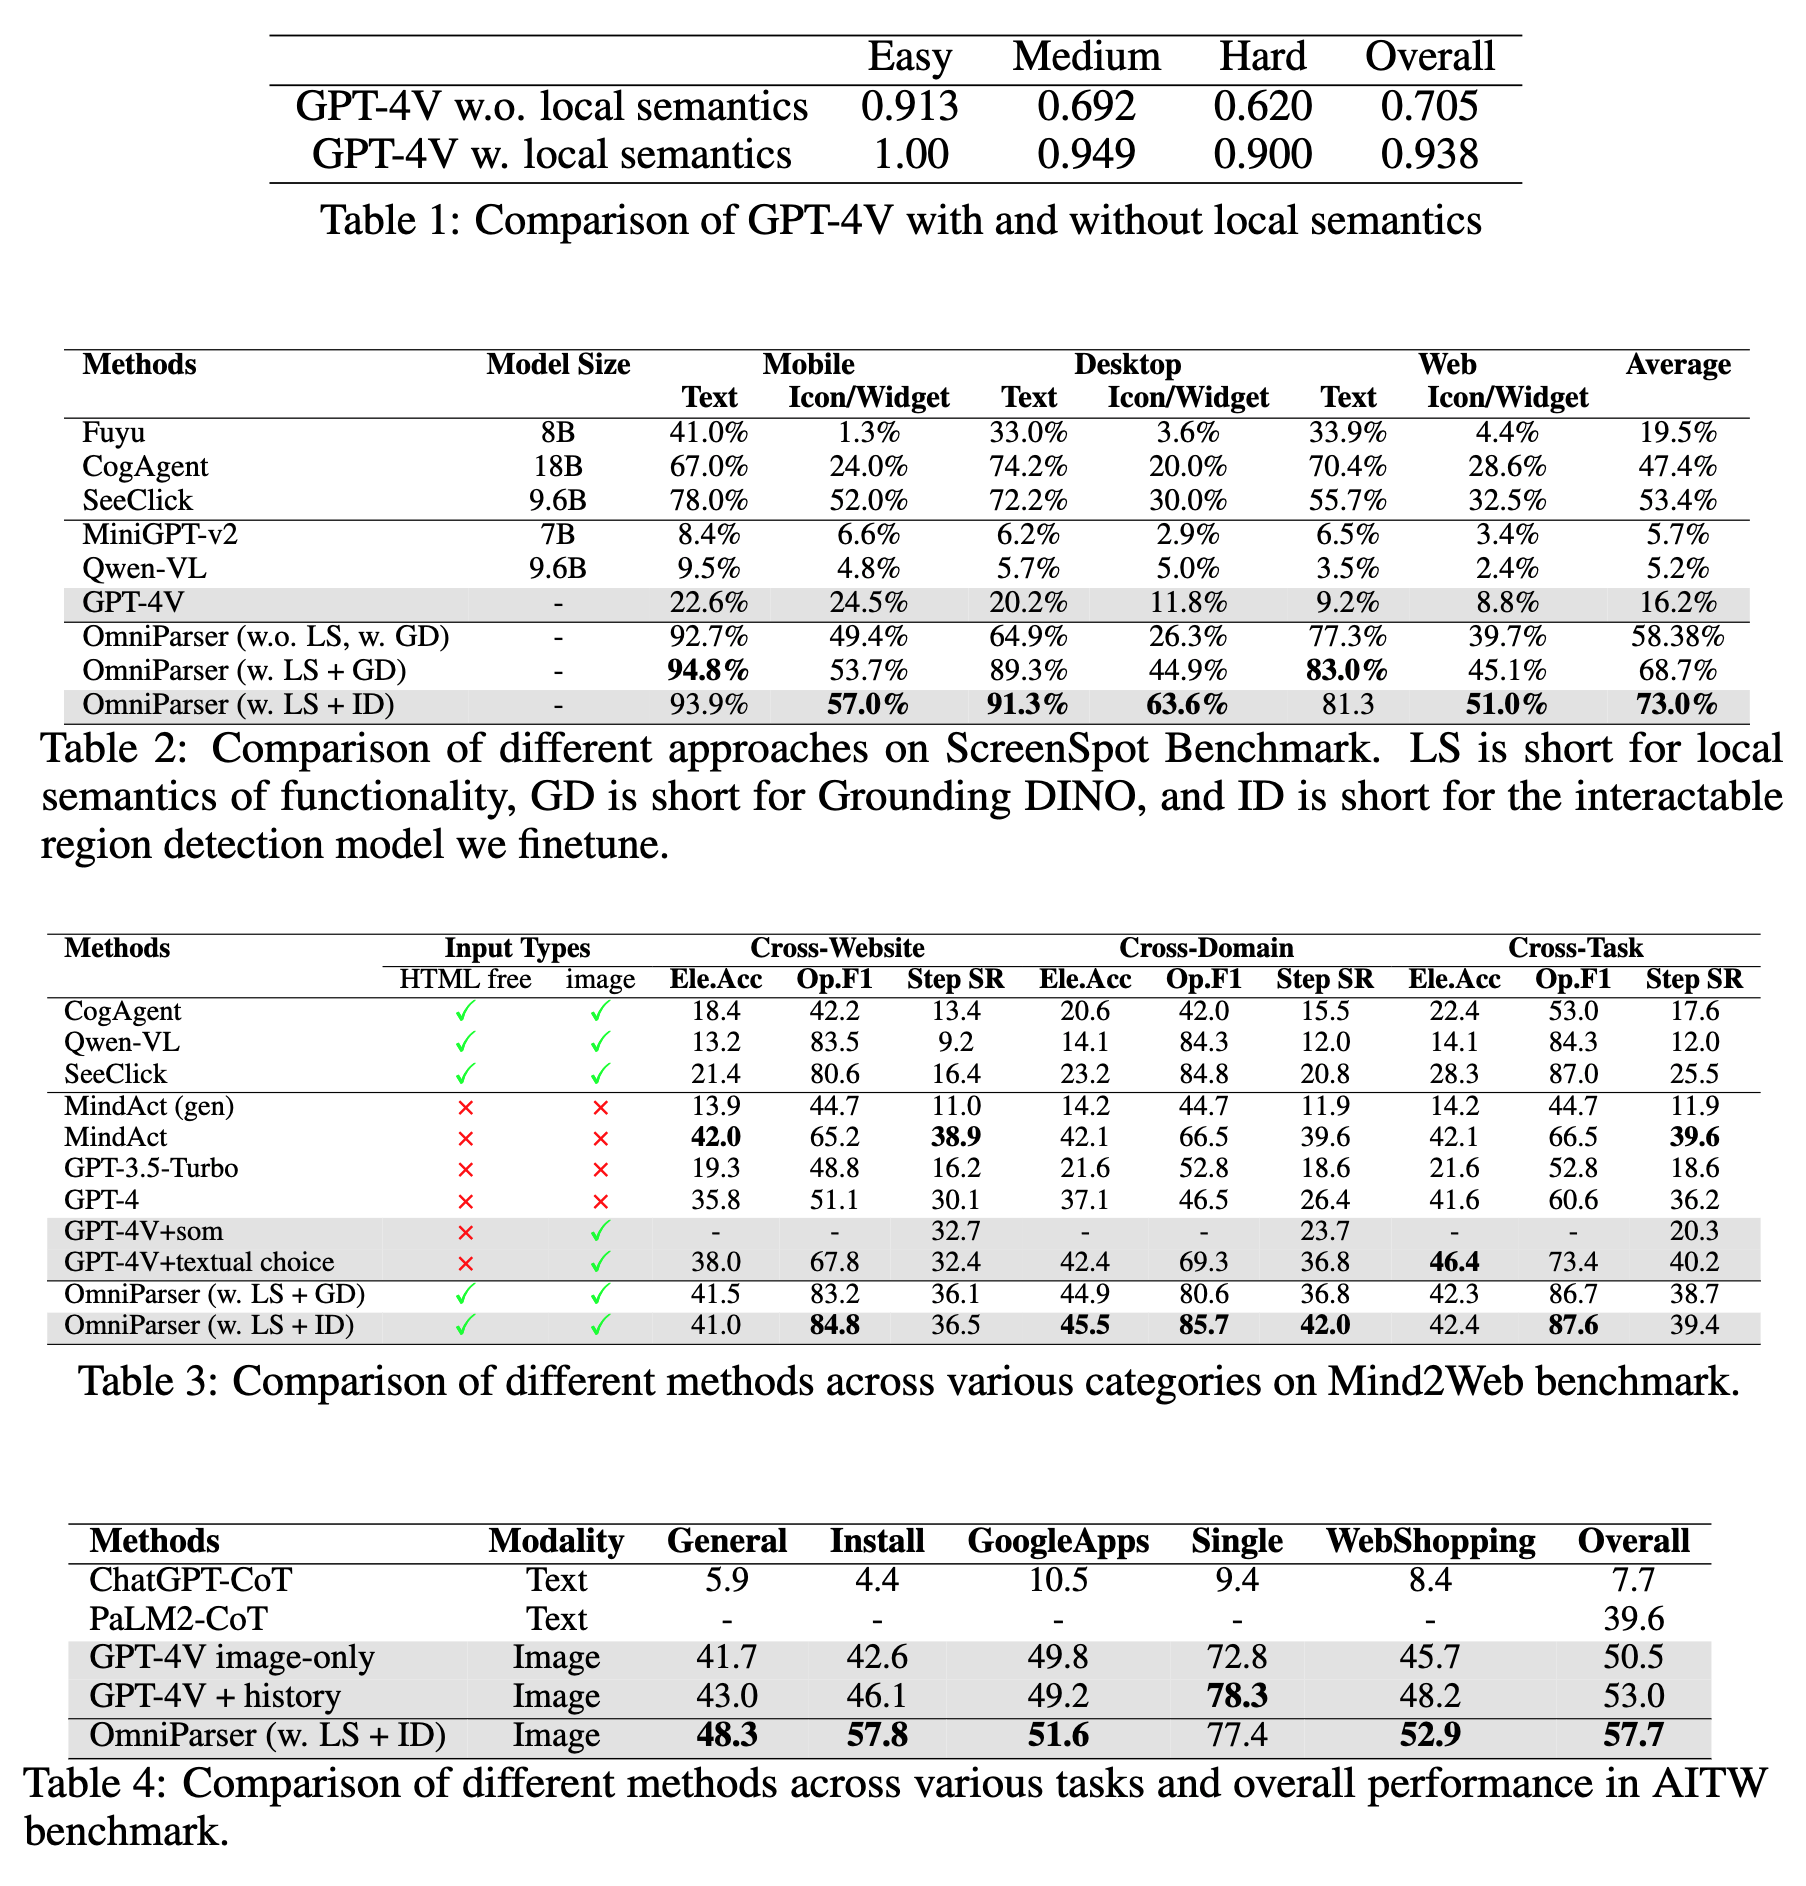 Easy Medium Hard Overall
GPT-4V w.o. local semantics 0.913 0.692 0.620 0.705
GPT-4V w. local semantics 1.00 0.949 0.900 0.938
Table 1: Comparison of GPT-4V with and without local semantics
Methods Model Size Mobile Desktop Web Average
Text Icon/Widget Text Icon/Widget Text Icon/Widget
Fuyu 8B 41.0% 1.3% 33.0% 3.6% 33.9% 4.4% 19.5%
CogAgent 18B 67.0% 24.0% 74.2% 20.0% 70.4% 28.6% 47.4%
SeeClick 9.6B 78.0% 52.0% 72.2% 30.0% 55.7% 32.5% 53.4%
MiniGPT-v2 7B 8.4% 6.6% 6.2% 2.9% 6.5% 3.4% 5.7%
Qwen-VL 9.6B 9.5% 4.8% 5.7% 5.0% 3.5% 2.4% 5.2%
GPT-4V - 22.6% 24.5% 20.2% 11.8% 9.2% 8.8% 16.2%
OmniParser (w.o. LS, w. GD) - 92.7% 49.4% 64.9% 26.3% 77.3% 39.7% 58.38%
OmniParser (w. LS + GD) - 94.8% 53.7% 89.3% 44.9% 83.0% 45.1% 68.7%
OmniParser (w. LS + ID) - 93.9% 57.0% 91.3% 63.6% 81.3 51.0% 73.0%
Table 2: Comparison of different approaches on ScreenSpot Benchmark. LS is short for local
semantics of functionality, GD is short for Grounding DINO, and ID is short for the interactable
region detection model we finetune.
Methods Input Types Cross-Website Cross-Domain Cross-Task
HTML free image Ele.Acc Op.F1 Step SR Ele.Acc Op.F1 Step SR Ele.Acc Op.F1 Step SR
CogAgent ✓ ✓ 18.4 42.2 13.4 20.6 42.0 15.5 22.4 53.0 17.6
Qwen-VL ✓ ✓ 13.2 83.5 9.2 14.1 84.3 12.0 14.1 84.3 12.0
SeeClick ✓ ✓ 21.4 80.6 16.4 23.2 84.8 20.8 28.3 87.0 25.5
MindAct (gen) ✕ ✕ 13.9 44.7 11.0 14.2 44.7 11.9 14.2 44.7 11.9
MindAct ✕ ✕ 42.0 65.2 38.9 42.1 66.5 39.6 42.1 66.5 39.6
GPT-3.5-Turbo ✕ ✕ 19.3 48.8 16.2 21.6 52.8 18.6 21.6 52.8 18.6
GPT-4 ✕ ✕ 35.8 51.1 30.1 37.1 46.5 26.4 41.6 60.6 36.2
GPT-4V+som ✕ ✓ - - 32.7 - - 23.7 - - 20.3
GPT-4V+textual choice ✕ ✓ 38.0 67.8 32.4 42.4 69.3 36.8 46.4 73.4 40.2
OmniParser (w. LS + GD) ✓ ✓ 41.5 83.2 36.1 44.9 80.6 36.8 42.3 86.7 38.7
OmniParser (w. LS + ID) ✓ ✓ 41.0 84.8 36.5 45.5 85.7 42.0 42.4 87.6 39.4
Table 3: Comparison of different methods across various categories on Mind2Web benchmark.
Methods Modality General Install GoogleApps Single WebShopping Overall
ChatGPT-CoT Text 5.9 4.4 10.5 9.4 8.4 7.7
PaLM2-CoT Text - - - - - 39.6
GPT-4V image-only Image 41.7 42.6 49.8 72.8 45.7 50.5
GPT-4V + history Image 43.0 46.1 49.2 78.3 48.2 53.0
OmniParser (w. LS + ID) Image 48.3 57.8 51.6 77.4 52.9 57.7
Table 4: Comparison of different methods across various tasks and overall performance in AITW
benchmark.